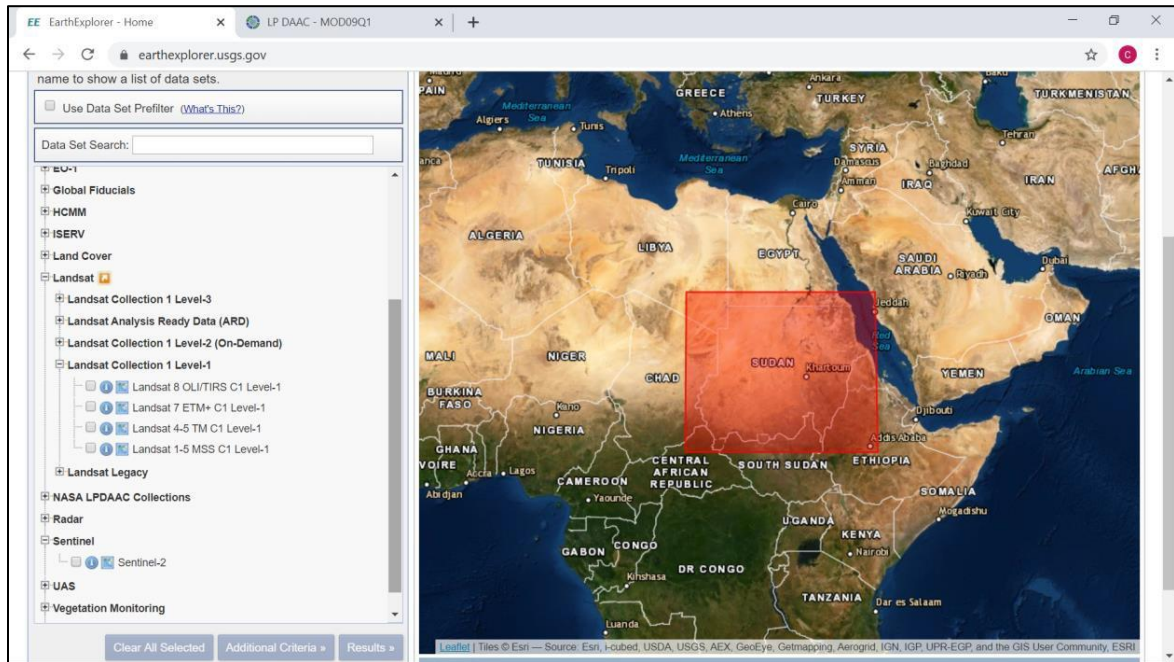 EE EarthExplorer - Home
LP DAAC - MOD09Q1
earthexplorer.usgs.gov
C
name to show a list of data sets.
Use Data Set Prefilter (What's This?)
Data Set Search:
EO-1
Global Fiducials
HCMM
ISERV
Land Cover
Landsat
Landsat Collection 1 Level-3
Landsat Analysis Ready Data (ARD)
Landsat Collection 1 Level-2 (On-Demand)
Landsat Collection 1 Level-1
Landsat 8 OLI/TIRS C1 Level-1
Landsat 7 ETM+ C1 Level-1
Landsat 4-5 TM C1 Level-1
Landsat 1-5 MSS C1 Level-1
Landsat Legacy
NASA LPDAAC Collections
Radar
Sentinel
Sentinel-2
UAS
Vegetation Monitoring
Clear All Selected
Additional Criteria »
Results »
PAIN
GREECE
Ankara
TURKEY
Baku
TURKMENISTAN
Mediterranean
Sea
Algiers
Tunis
Athens
Tehran
anca
TUNISIA
Tripoli
Mediterranean
Sea
SYRIA
Damascus
Baghdad
Amman
IRAQ
IRAN
AFGH
Cairo
Kuwait City
ALGERIA
LIBYA
EGYPT
SAUDI
ARABIA
Riyadh
Dubai
Jeddah
OMAN
Red
Sea
MALI
NIGER
CHAD
SUDAN
Khartoum
YEMEN
Arabian Sea
BURKINA
FASO
Kano
NIGERIA
Djibouti
Addis Ababa
GHANA
VOIRE
Accra
Lagos
CENTRAL
AFRICAN
REPUBLIC
SOUTH SUDAN
ETHIOPIA
Abidjan
CAMEROON
Yaounde
SOMALIA
Mogadishu
UGANDA
KENYA
GABON
CONGO
Nairobi
DR CONGO
Kinshasa
TANZANIA
Dar es Salaam
Luanda
Leaflet | Tiles © Esri — Source: Esri, i-cubed, USDA, USGS, AEX, GeoEye, Getmapping, Aerogrid, IGN, IGP, UPR-EGP, and the GIS User Community, ESRI